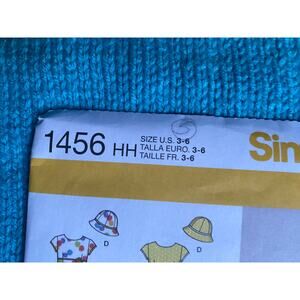 1456 HH
SIZE U.S. 3-6
TALLA EURO. 3-6
TAILLE FR. 3-6
Sim
D
D